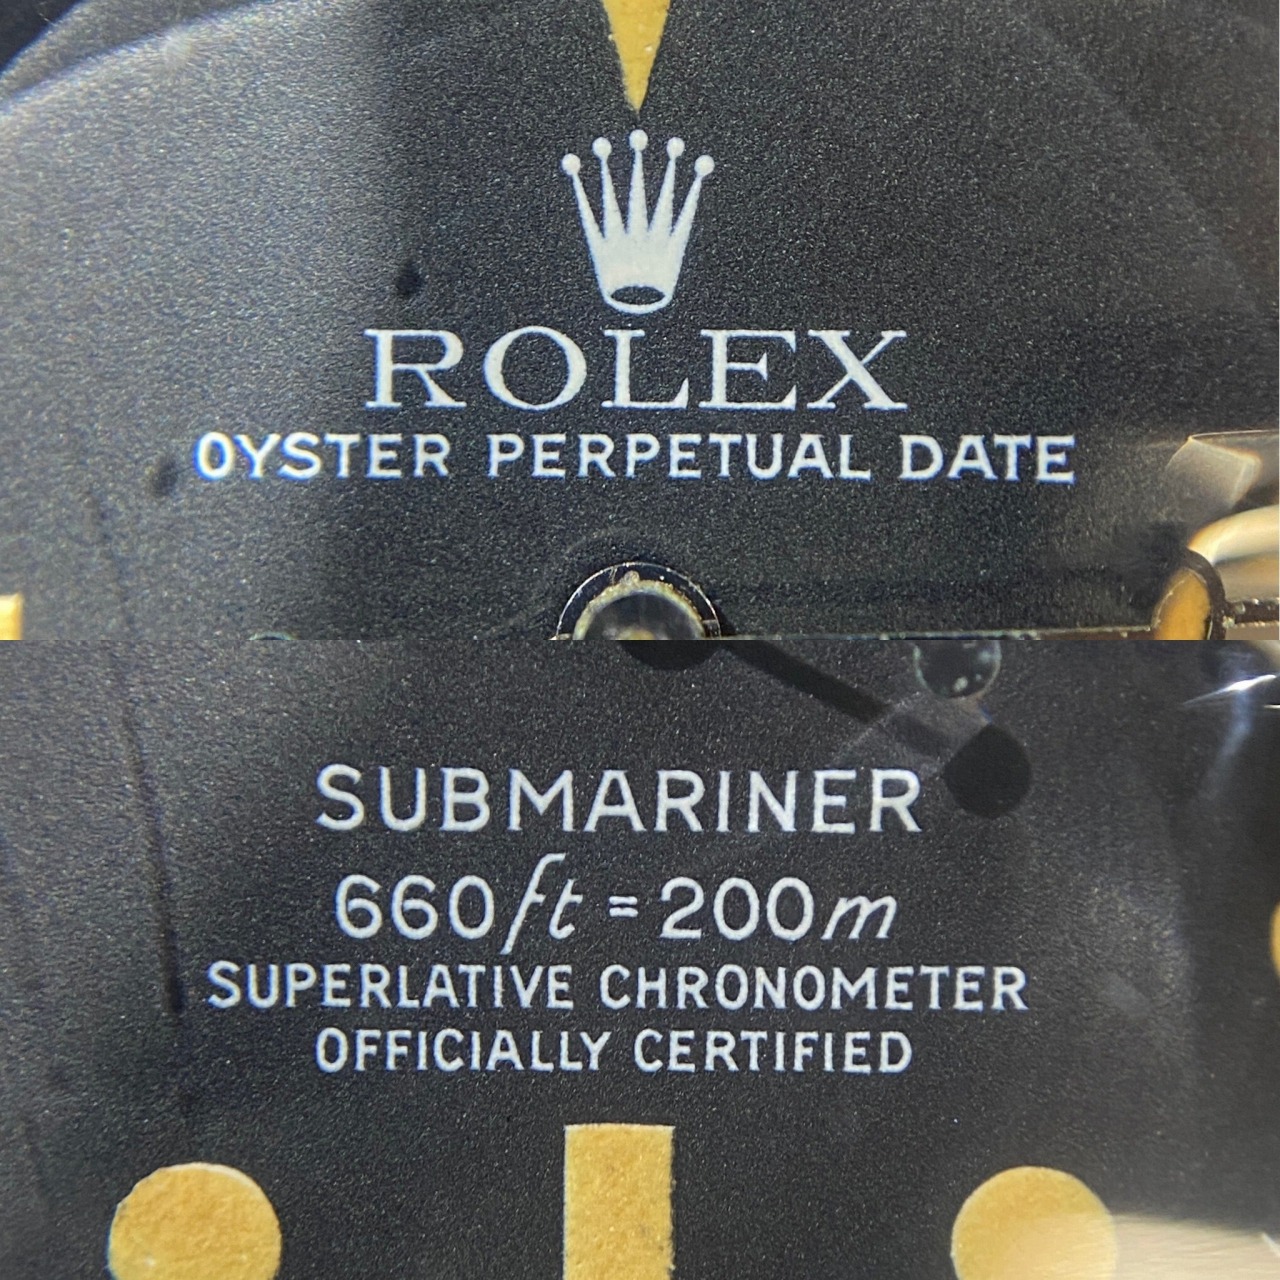 ROLEX
OYSTER PERPETUAL DATE
SUBMARINER
660ft = 200m
SUPERLATIVE CHRONOMETER
OFFICIALLY CERTIFIED